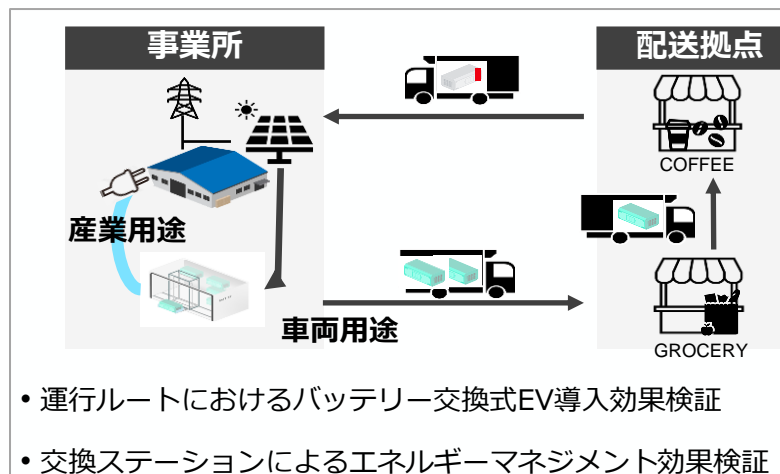 事業所
配送拠点
COFFEE
産業用途
車両用途
GROCERY
• 運行ルートにおけるバッテリー交換式EV導入効果検証
• 交換ステーションによるエネルギーマネジメント効果検証